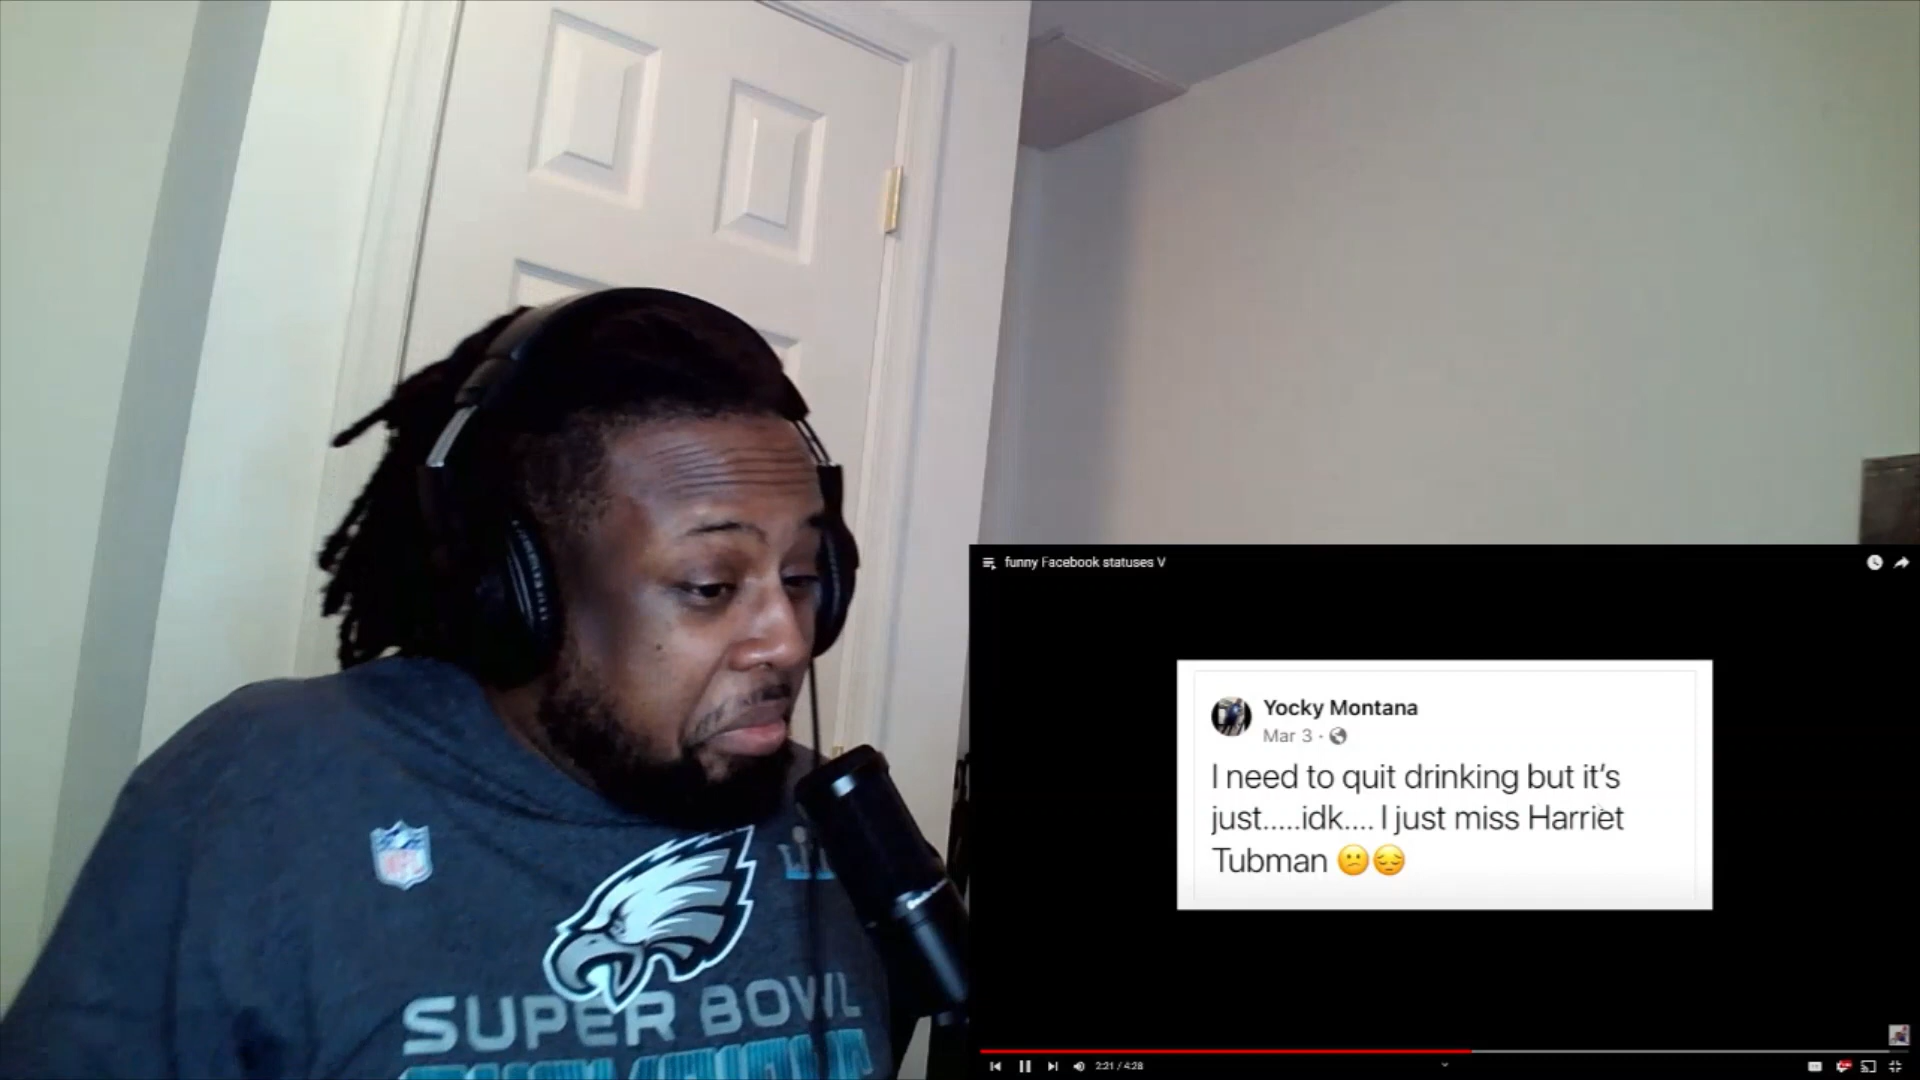 funny Facebook statuses V
Yocky Montana
Mar 3 ·
I need to quit drinking but it's
just.....idk.... I just miss Harriet
Tubman 😕😔
2:21 / 4:28
NFL
SUPER BOWL